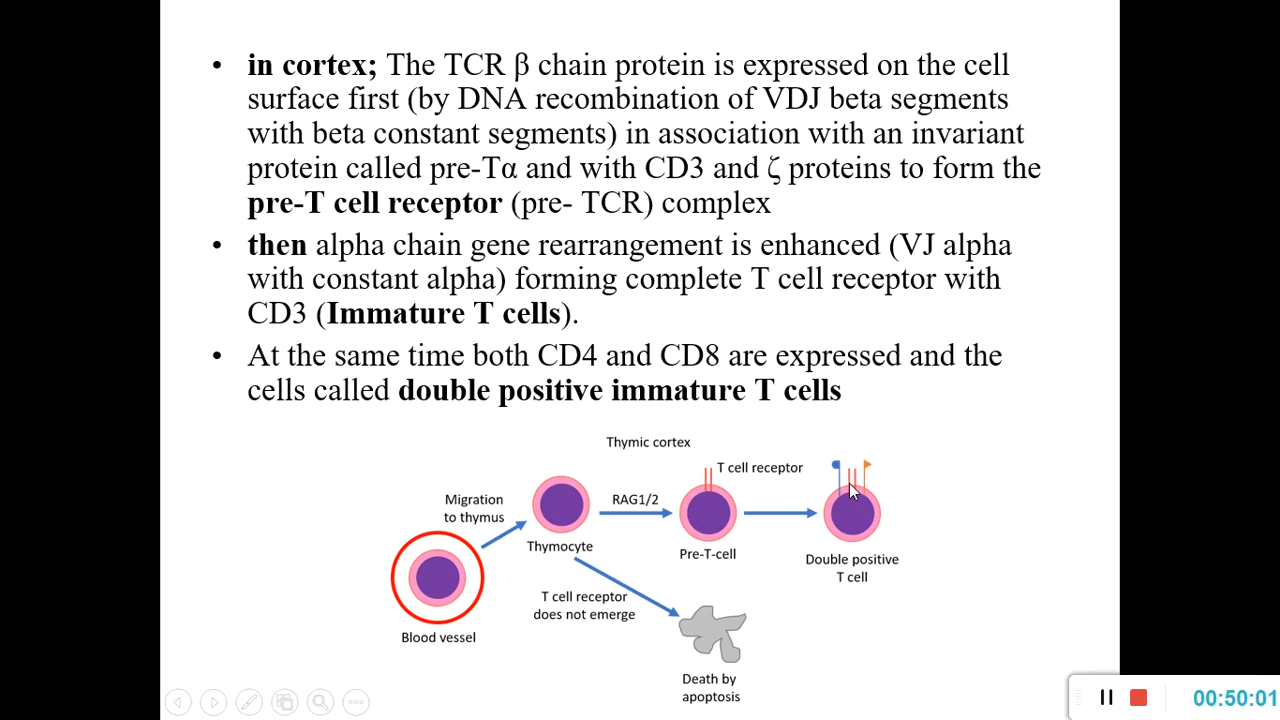 • in cortex; The TCR β chain protein is expressed on the cell
surface first (by DNA recombination of VDJ beta segments
with beta constant segments) in association with an invariant
protein called pre-Tα and with CD3 and ζ proteins to form the
pre-T cell receptor (pre- TCR) complex
• then alpha chain gene rearrangement is enhanced (VJ alpha
with constant alpha) forming complete T cell receptor with
CD3 (Immature T cells).
• At the same time both CD4 and CD8 are expressed and the
cells called double positive immature T cells
Thymic cortex
T cell receptor
Migration
to thymus
RAG1/2
Thymocyte
Pre-T-cell
Double positive
T cell
T cell receptor
does not emerge
Blood vessel
Death by
apoptosis
00:50:01